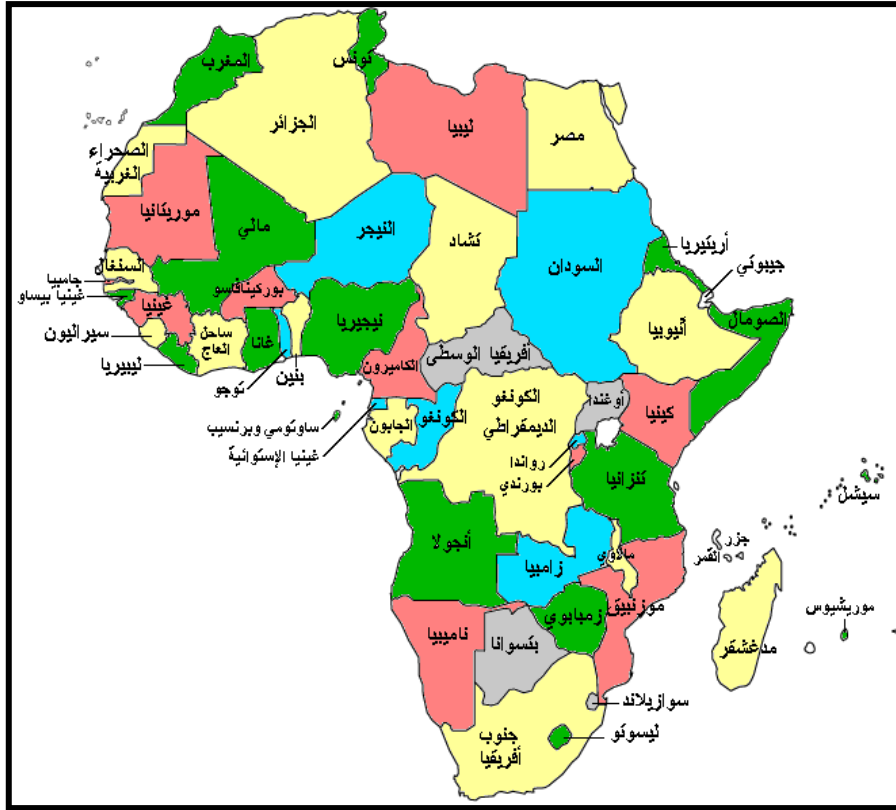 المغرب
تونس
الجزائر
ليبيا
مصر
الصحراء
الغربية
موريتانيا
مالي
النيجر
تشاد
السودان
أريتيريا
جيبوتي
السنغال
جامبيا
غينيا بيساو
غينيا
بوركينافاسو
سيراليون
ليبيريا
ساحل
العاج
غانا
توجو
بنين
نيجيريا
الكاميرون
أفريقيا الوسطى
أثيوبيا
الصومال
ساوتومي وبرنسيب
غينيا الإستوائية
الجابون
الكونغو
الكونغو
الديمقراطي
أوغندا
كينيا
رواندا
بورندي
تنزانيا
سيشل
أنجولا
زامبيا
مالاوي
جزر
القمر
موزنبيق
زمبابوي
ناميبيا
بتسوانا
مدغشقر
موريشيوس
سوازيلاند
ليسوتو
جنوب
أفريقيا